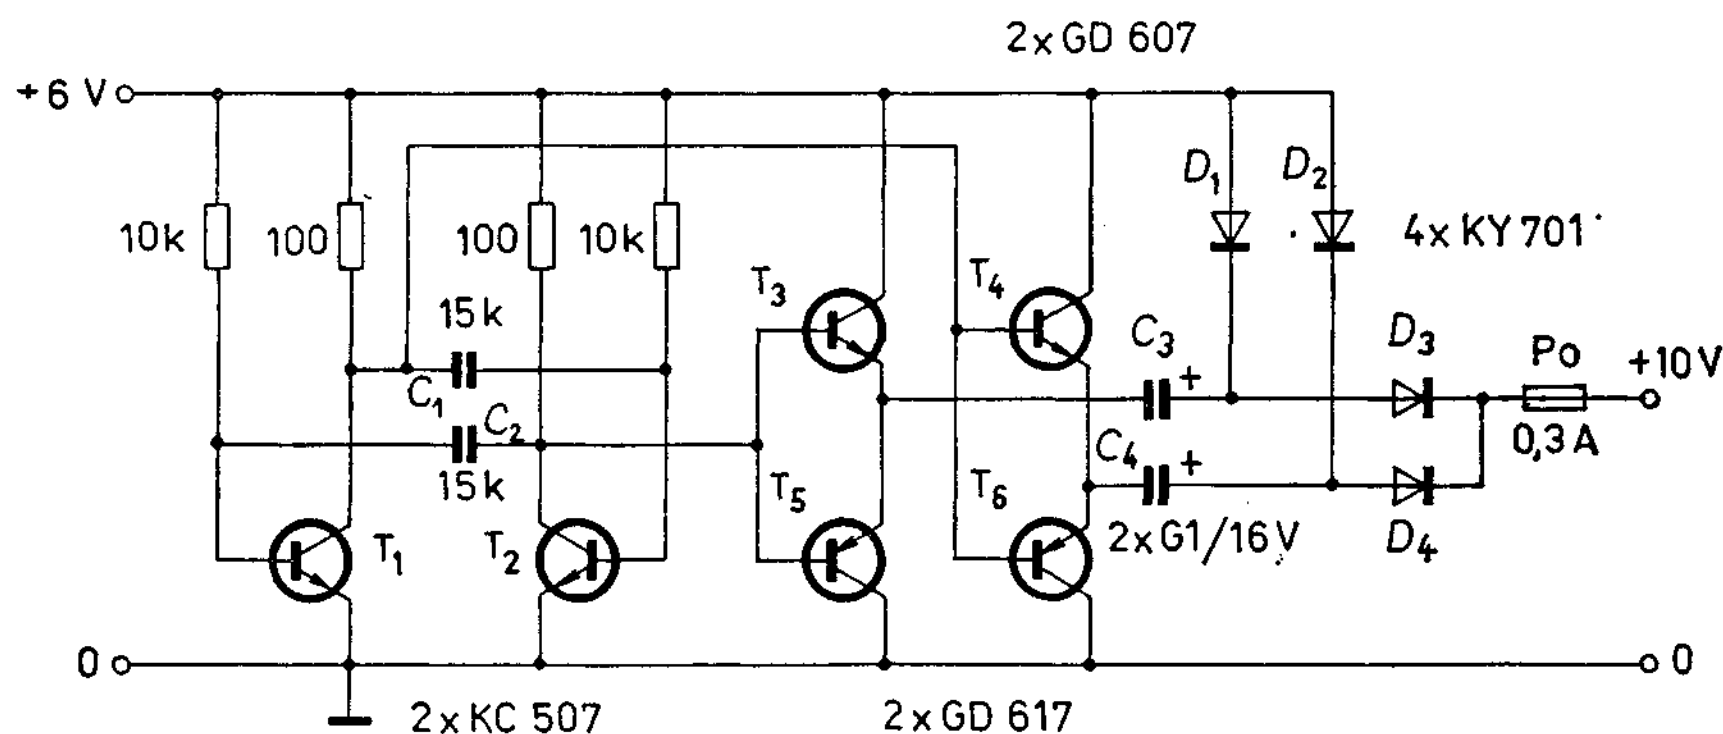 2x GD 607
+6 V
D1
D2
10k
100
100
10k
4x KY 701
T3
T4
15k
C3
+
D3
Po
+10V
C1
C2
C4
+
0,3A
15k
T5
T6
2x G1/16V
D4
T1
T2
0
0
2x KC 507
2x GD 617